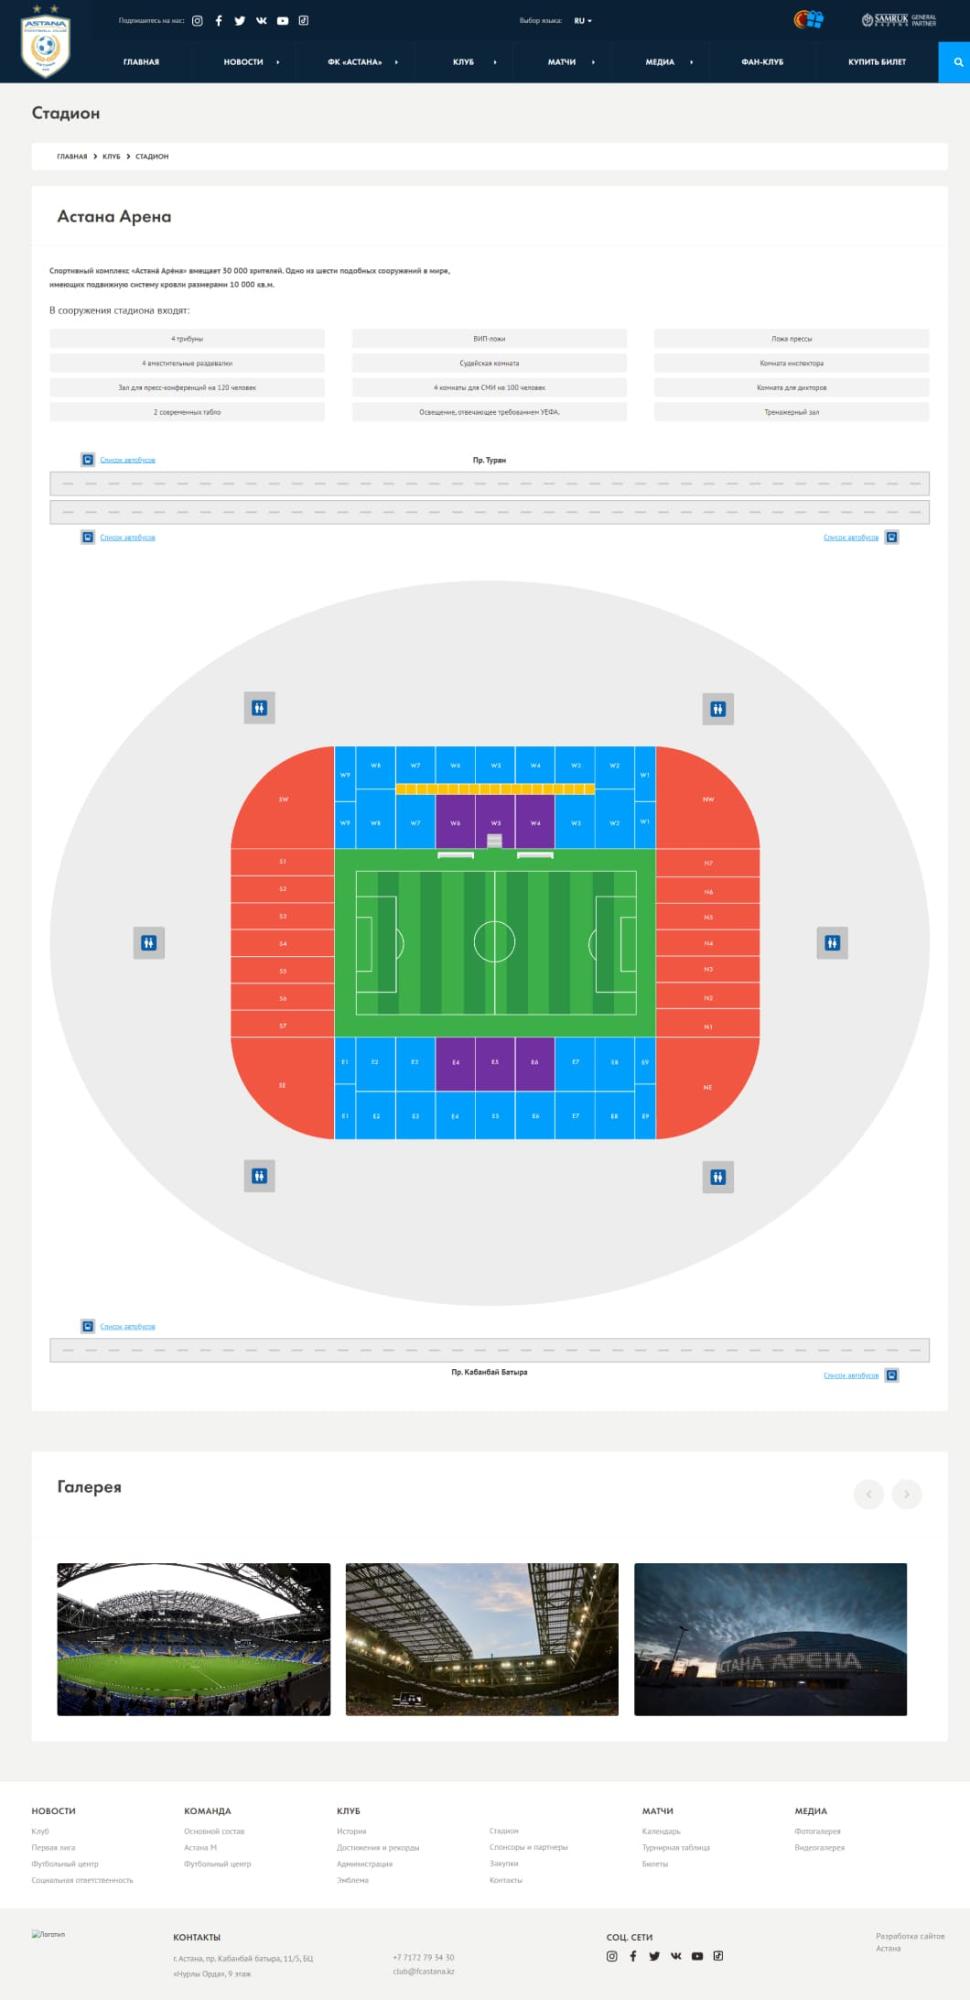 ASTANA
FOOTBALL CLUB
Подпишитесь на нас:
Выбор языка:
RU
SAMRUK
KAZYNA
GENERAL
PARTNER
ГЛАВНАЯ
НОВОСТИ
ФК «АСТАНА»
КЛУБ
МАТЧИ
МЕДИА
ФАН-КЛУБ
КУПИТЬ БИЛЕТ
Стадион
ГЛАВНАЯ > КЛУБ > СТАДИОН
Астана Арена
Спортивный комплекс «Астана́ Аре́на» вмещает 30 000 зрителей. Одно из шести подобных сооружений в мире,
имеющих подвижную систему кровли размерами 10 000 кв.м.
В сооружения стадиона входят:
4 трибуны
ВИП-ложи
Ложа прессы
4 вместительные раздевалки
Судейская комната
Комната инспектора
Зал для пресс-конференций на 120 человек
4 комнаты для СМИ на 100 человек
Комната для дикторов
2 современных табло
Освещение, отвечающее требованием УЕФА.
Тренажерный зал
Список автобусов
Пр. Туран
Список автобусов
Список автобусов
W9 W8 W7 W6 W5 W4 W3 W2 W1
SW
NW
W9 W8 W7 W6 W5 W4 W3 W2 W1
S1
N7
S2
N6
S3
N5
S4
N4
S5
N3
S6
N2
S7
N1
E1 E2 E3 E4 E5 E6 E7 E8 E9
SE
NE
E1 E2 E3 E4 E5 E6 E7 E8 E9
Список автобусов
Пр. Кабанбай Батыра
Список автобусов
Галерея
СТАНА АРЕНА
НОВОСТИ
Клуб
Первая лига
Футбольный центр
Социальная ответственность
КОМАНДА
Основной состав
Астана М
Футбольный центр
КЛУБ
История
Достижения и рекорды
Администрация
Эмблема
Стадион
Спонсоры и партнеры
Закупки
Контакты
МАТЧИ
Календарь
Турнирная таблица
Билеты
МЕДИА
Фотогалерея
Видеогалерея
Логотип
КОНТАКТЫ
г. Астана, пр. Кабанбай батыра, 11/5, БЦ
«Нурлы Орда», 9 этаж
+7 7172 79 34 30
club@fcastana.kz
СОЦ. СЕТИ
Разработка сайтов
Астана